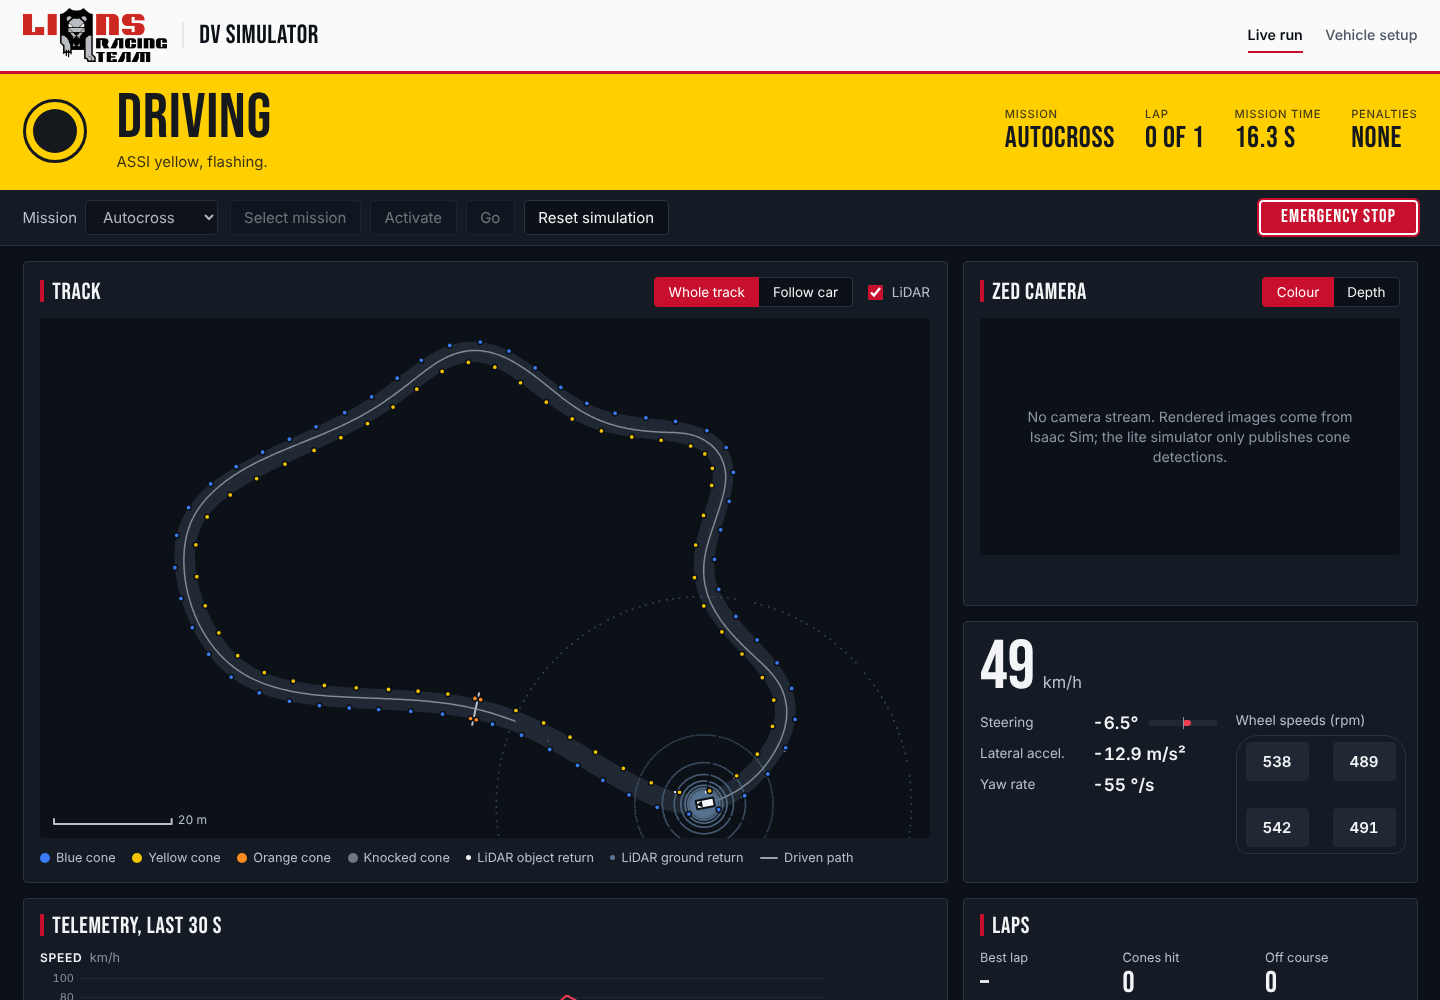 LIONS
RACING
TEAM
DV SIMULATOR
Live run
Vehicle setup
DRIVING
ASSI yellow, flashing.
MISSION
AUTOCROSS
LAP
0 OF 1
MISSION TIME
16.3 S
PENALTIES
NONE
Mission
Autocross
Select mission
Activate
Go
Reset simulation
EMERGENCY STOP
TRACK
Whole track
Follow car
LiDAR
20 m
Blue cone
Yellow cone
Orange cone
Knocked cone
LiDAR object return
LiDAR ground return
Driven path
ZED CAMERA
Colour
Depth
No camera stream. Rendered images come from
Isaac Sim; the lite simulator only publishes cone
detections.
49 km/h
Steering
-6.5°
Lateral accel.
-12.9 m/s²
Yaw rate
-55 °/s
Wheel speeds (rpm)
538
489
542
491
TELEMETRY, LAST 30 S
SPEED km/h
100
80
LAPS
Best lap
–
Cones hit
0
Off course
0